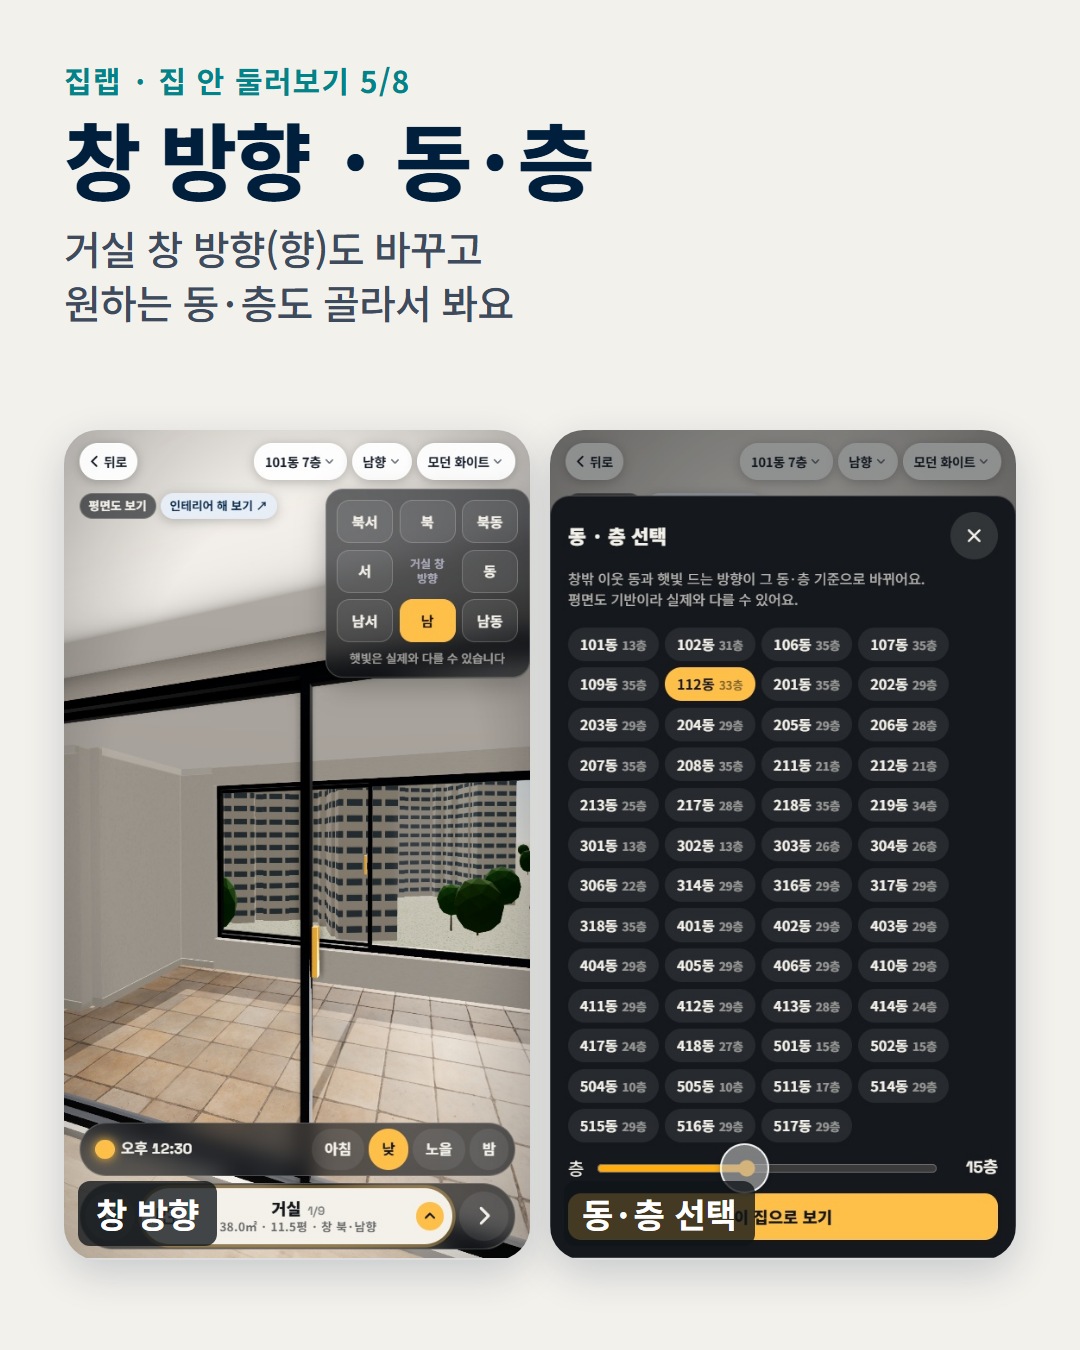 집랩 · 집 안 둘러보기 5/8
창 방향 · 동·층
거실 창 방향(향)도 바꾸고
원하는 동·층도 골라서 봐요
뒤로
101동 7층
남향
모던 화이트
평면도 보기
인테리어 해 보기 ↗
북서
북
북동
서
거실 창
방향
동
남서
남
남동
햇빛은 실제와 다를 수 있습니다
오후 12:30
아침
낮
노을
밤
거실 1/9
38.0㎡ · 11.5평 · 창 북·남향
창 방향
뒤로
101동 7층
남향
모던 화이트
동 · 층 선택
창밖 이웃 동과 햇빛 드는 방향이 그 동·층 기준으로 바뀌어요.
평면도 기반이라 실제와 다를 수 있어요.
101동 13층 102동 31층 106동 35층 107동 35층
109동 35층 112동 33층 201동 35층 202동 29층
203동 29층 204동 29층 205동 29층 206동 28층
207동 35층 208동 35층 211동 21층 212동 21층
213동 25층 217동 28층 218동 35층 219동 34층
301동 13층 302동 13층 303동 26층 304동 26층
306동 22층 314동 29층 316동 29층 317동 29층
318동 35층 401동 29층 402동 29층 403동 29층
404동 29층 405동 29층 406동 29층 410동 29층
411동 29층 412동 29층 413동 28층 414동 24층
417동 24층 418동 27층 501동 15층 502동 15층
504동 10층 505동 10층 511동 17층 514동 29층
515동 29층 516동 29층 517동 29층
층
15층
집으로 보기
동·층 선택